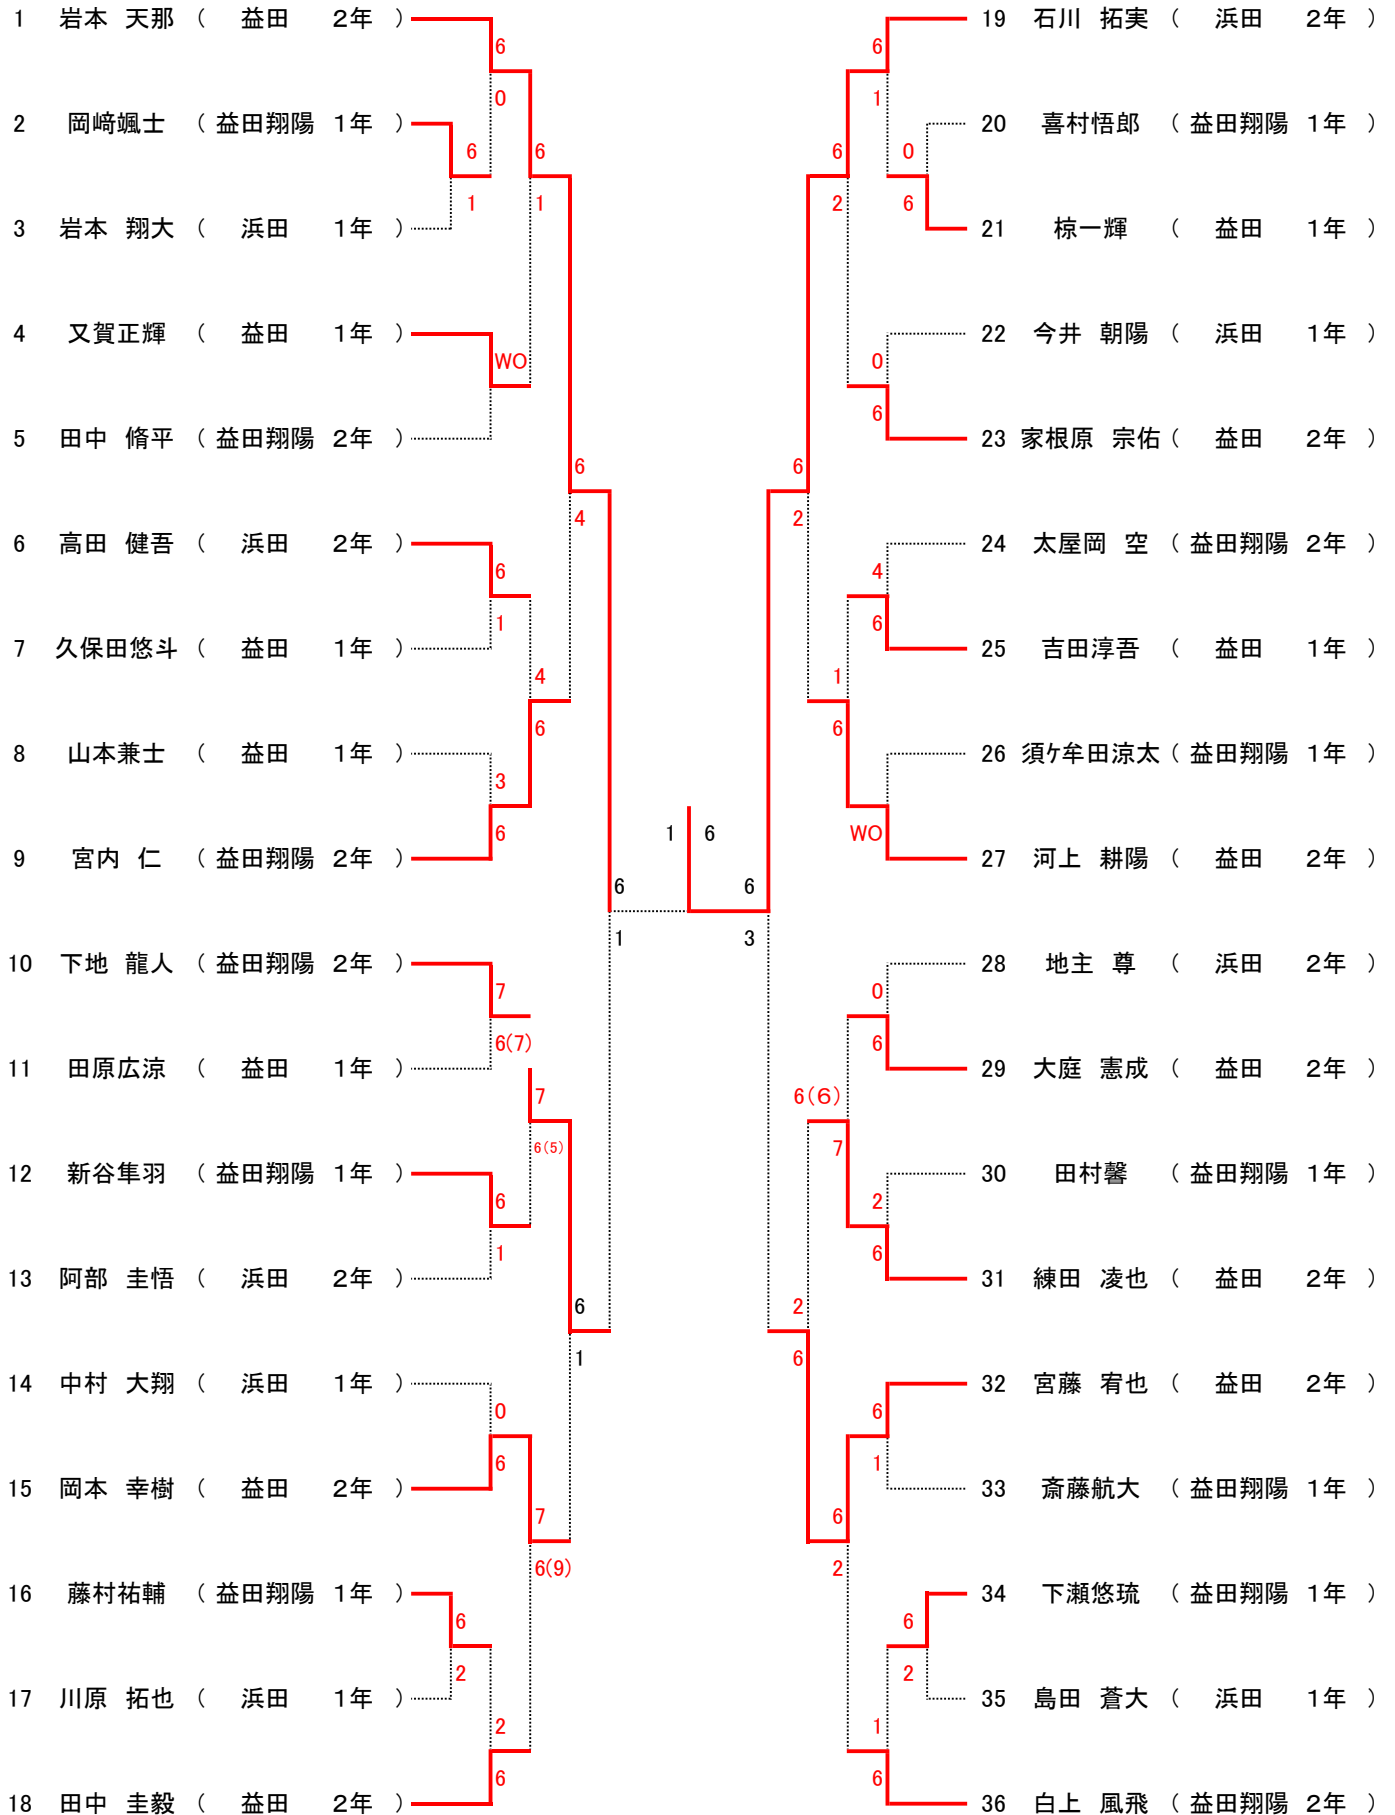 1 岩本 天那 ( 益田 2年 )
6
0
2 岡﨑颯士 ( 益田翔陽 1年 )
6
6
1
1
3 岩本 翔大 ( 浜田 1年 )
4 又賀正輝 ( 益田 1年 )
WO
5 田中 脩平 ( 益田翔陽 2年 )
6
4
6 高田 健吾 ( 浜田 2年 )
6
1
7 久保田悠斗 ( 益田 1年 )
4
6
8 山本兼士 ( 益田 1年 )
3
6
9 宮内 仁 ( 益田翔陽 2年 )
6
1
10 下地 龍人 ( 益田翔陽 2年 )
7
6(7)
11 田原広涼 ( 益田 1年 )
7
6(5)
12 新谷隼羽 ( 益田翔陽 1年 )
6
1
13 阿部 圭悟 ( 浜田 2年 )
6
1
14 中村 大翔 ( 浜田 1年 )
0
6
15 岡本 幸樹 ( 益田 2年 )
7
6(9)
16 藤村祐輔 ( 益田翔陽 1年 )
6
2
17 川原 拓也 ( 浜田 1年 )
2
6
18 田中 圭毅 ( 益田 2年 )
1 6
19 石川 拓実 ( 浜田 2年 )
6
1
20 喜村悟郎 ( 益田翔陽 1年 )
6
0
2
6
21 椋一輝 ( 益田 1年 )
22 今井 朝陽 ( 浜田 1年 )
0
6
23 家根原 宗佑 ( 益田 2年 )
6
2
24 太屋岡 空 ( 益田翔陽 2年 )
4
6
25 吉田淳吾 ( 益田 1年 )
1
6
26 須ケ牟田涼太 ( 益田翔陽 1年 )
WO
27 河上 耕陽 ( 益田 2年 )
6
3
28 地主 尊 ( 浜田 2年 )
0
6
29 大庭 憲成 ( 益田 2年 )
6(6)
7
30 田村馨 ( 益田翔陽 1年 )
2
6
31 練田 凌也 ( 益田 2年 )
2
6
32 宮藤 宥也 ( 益田 2年 )
6
1
33 斎藤航大 ( 益田翔陽 1年 )
6
2
34 下瀬悠琉 ( 益田翔陽 1年 )
6
2
35 島田 蒼大 ( 浜田 1年 )
1
6
36 白上 風飛 ( 益田翔陽 2年 )